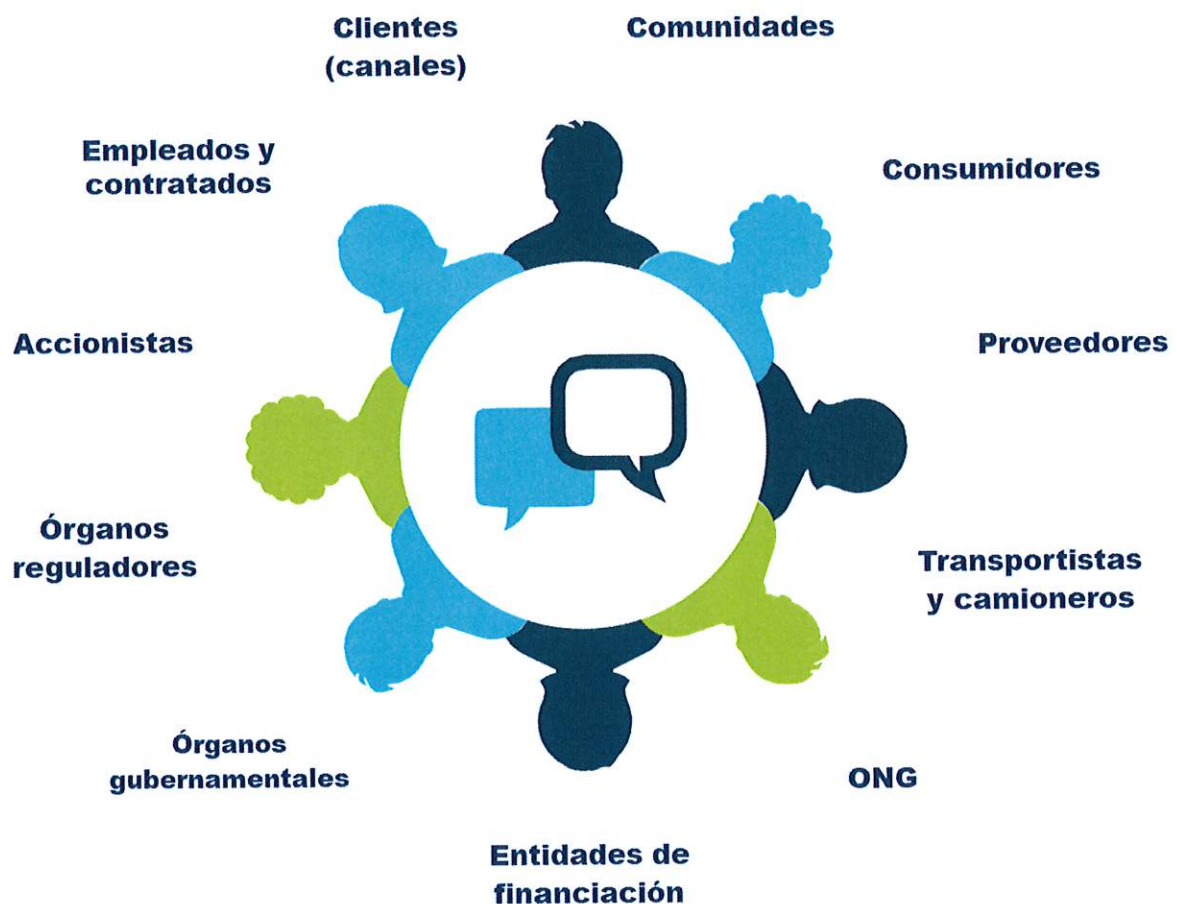 Clientes
(canales)
Comunidades
Empleados y
contratados
Consumidores
Accionistas
Proveedores
Órganos
reguladores
Transportistas
y camioneros
Órganos
gubernamentales
ONG
Entidades de
financiación